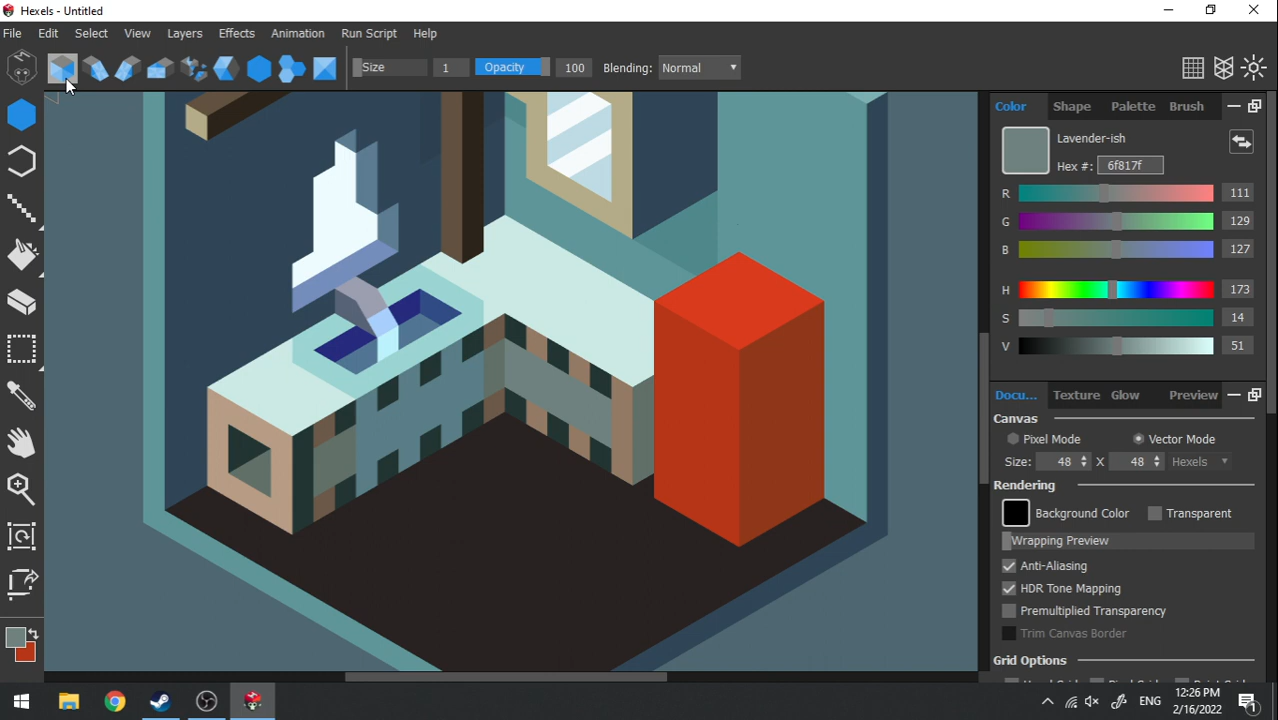 Hexels - Untitled
File Edit Select View Layers Effects Animation Run Script Help
Size 1 Opacity 100 Blending: Normal
Color Shape Palette Brush
Lavender-ish
Hex #: 6f817f
R 111
G 129
B 127
H 173
S 14
V 51
Docu... Texture Glow Preview
Canvas
Pixel Mode Vector Mode
Size: 48 X 48 Hexels
Rendering
Background Color Transparent
Wrapping Preview
Anti-Aliasing
HDR Tone Mapping
Premultiplied Transparency
Trim Canvas Border
Grid Options
ENG
12:26 PM
2/16/2022
1